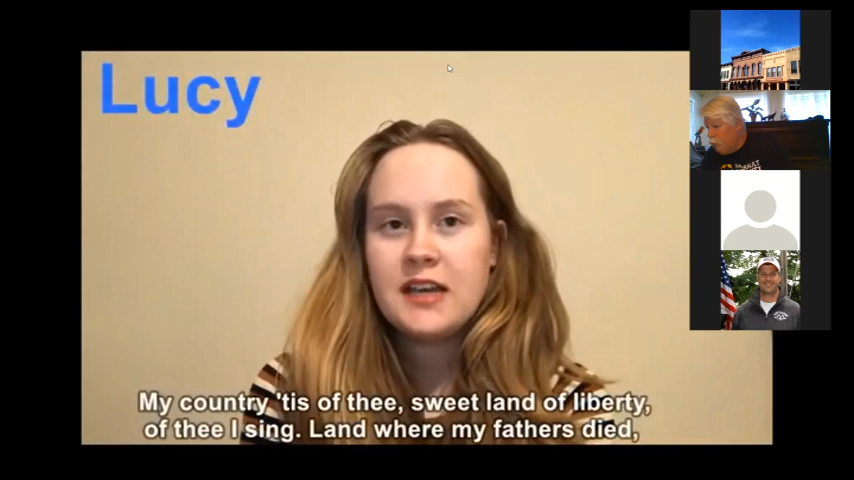 Lucy
My country 'tis of thee, sweet land of liberty,
of thee I sing. Land where my fathers died,